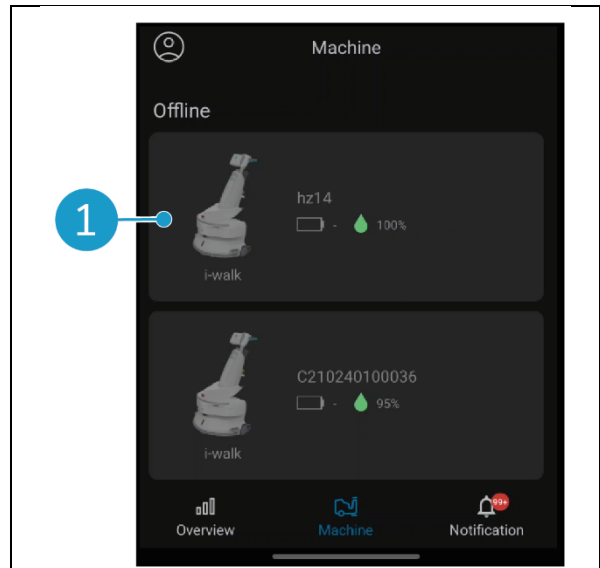 Machine
Offline
1
hz14
- 100%
i-walk
C210240100036
- 95%
i-walk
99+
Overview
Machine
Notification